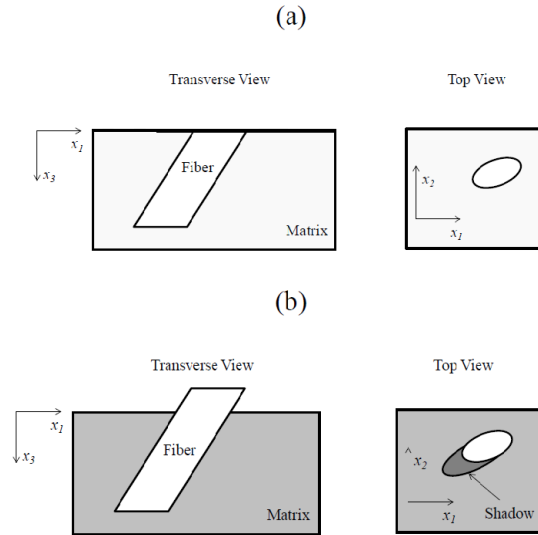 (a)
Transverse View
Top View
x1
x3
Fiber
Matrix
x2
x1
(b)
Transverse View
Top View
x1
x3
Fiber
Matrix
x2
x1
Shadow